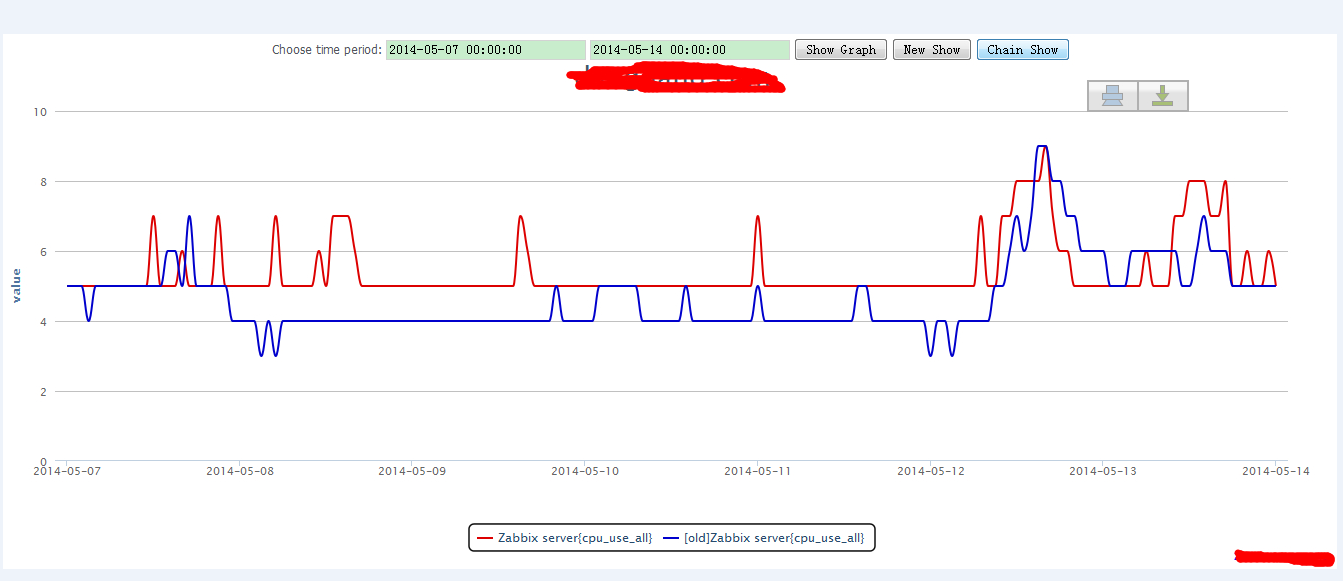 Choose time period: 2014-05-07 00:00:00 2014-05-14 00:00:00 Show Graph New Show Chain Show
10
8
6
4
2
0
value
2014-05-07 2014-05-08 2014-05-09 2014-05-10 2014-05-11 2014-05-12 2014-05-13 2014-05-14
Zabbix server{cpu_use_all} [old]Zabbix server{cpu_use_all}